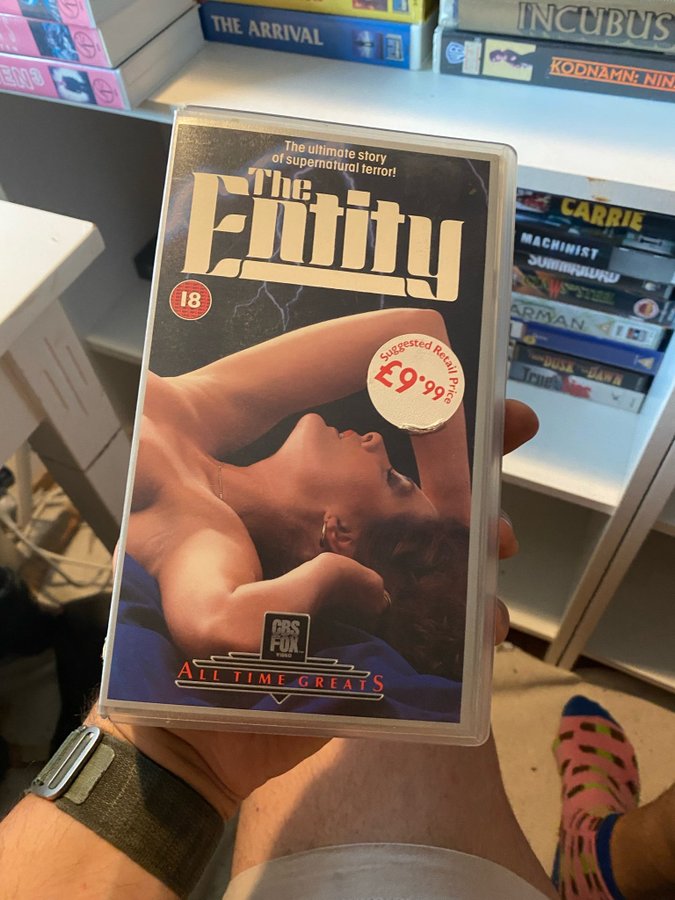 THE ARRIVAL
INCUBUS
KODNAMN: NIN
The ultimate story
of supernatural terror!
The
Entity
18
Suggested Retail Price
£9.99
CARRIE
MACHINIST
ARMAN
DUSK
DAWN
CBS
FOX
VIDEO
ALL TIME GREATS